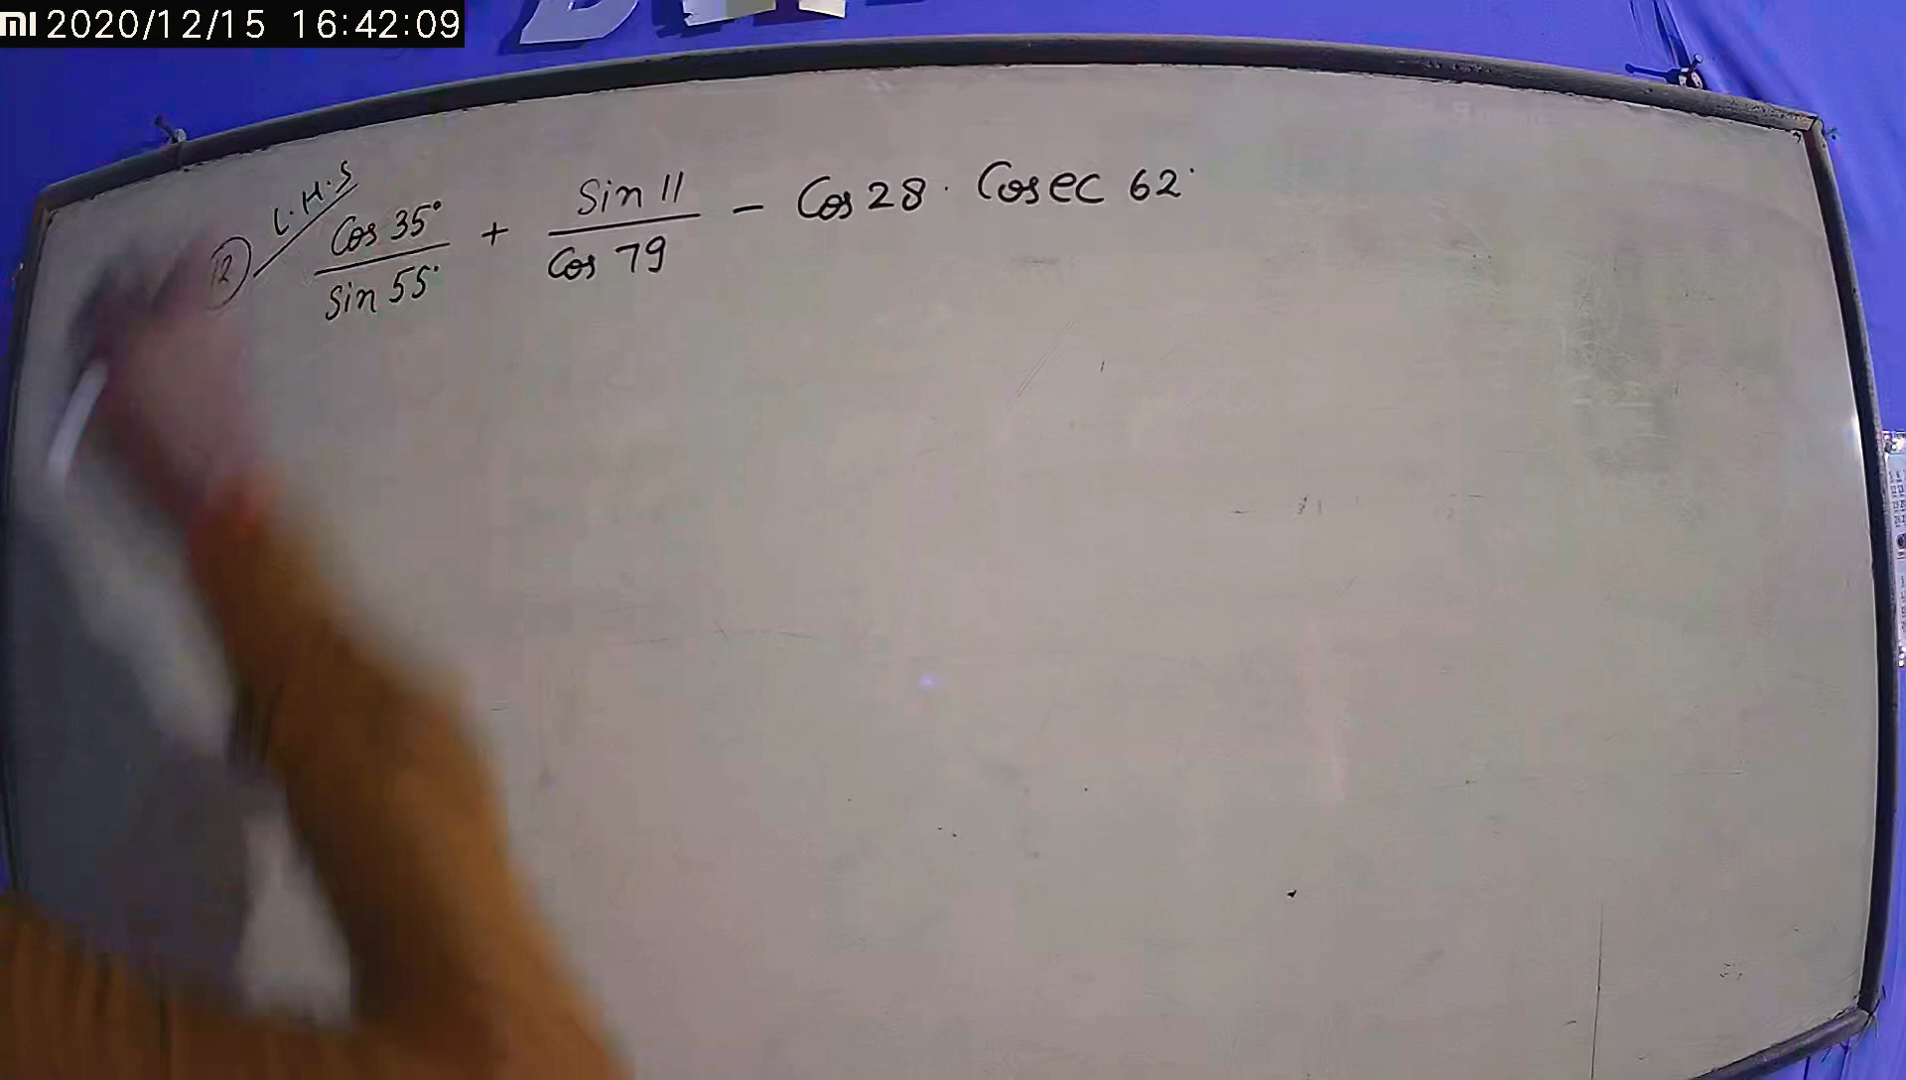 MI 2020/12/15 16:42:09
L.H.S
12 Cos 35° + Sin 11 - Cos 28 · Cosec 62°
Sin 55° Cos 79